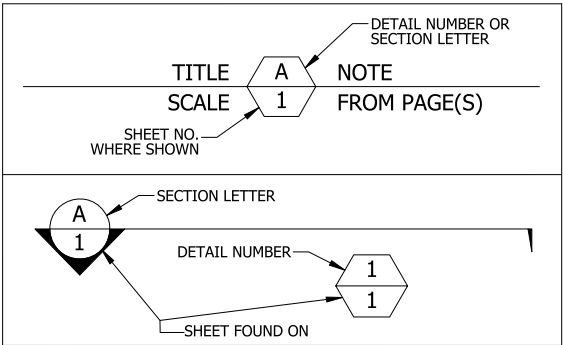 DETAIL NUMBER OR
SECTION LETTER
TITLE A NOTE
SCALE 1 FROM PAGE(S)
SHEET NO.
WHERE SHOWN
SECTION LETTER
A
1
DETAIL NUMBER
1
1
SHEET FOUND ON